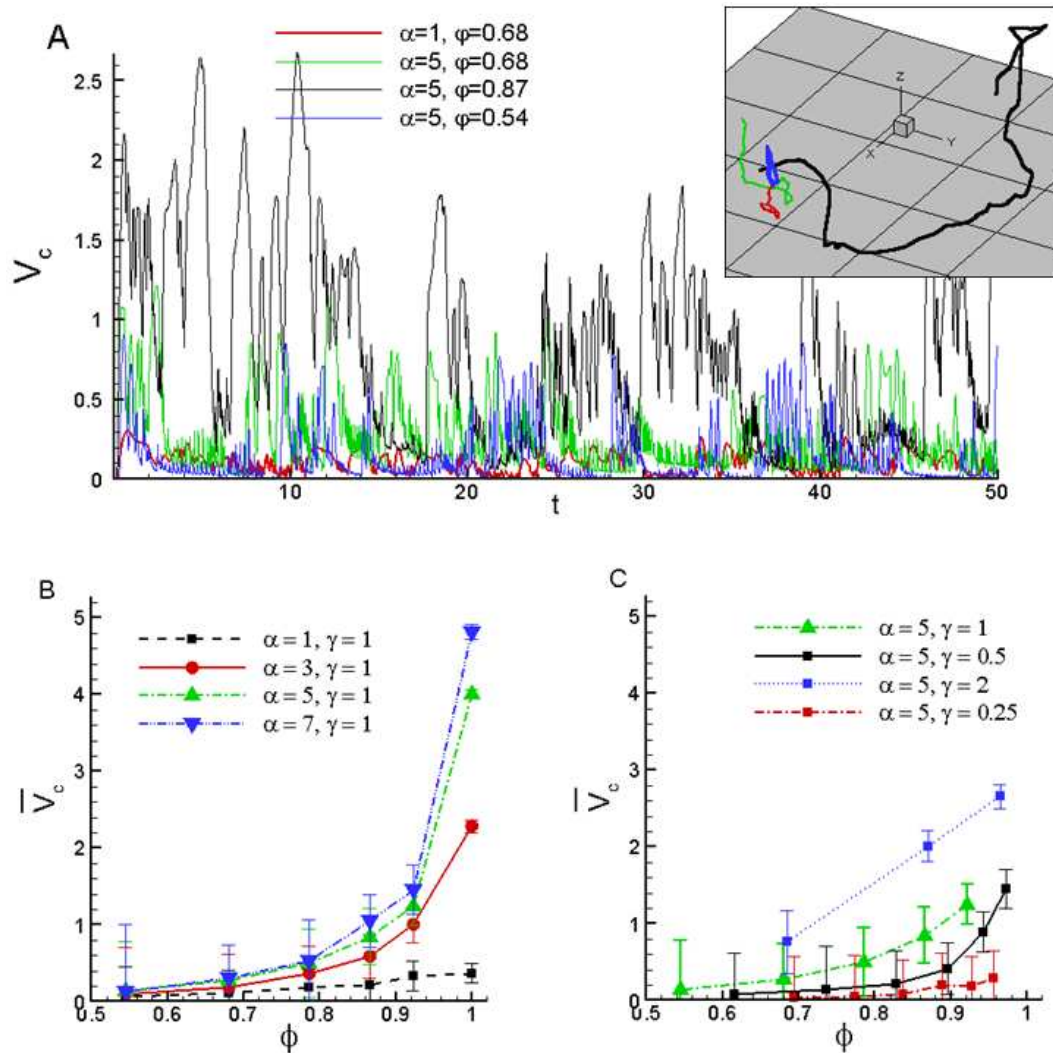 A
α=1, φ=0.68
α=5, φ=0.68
α=5, φ=0.87
α=5, φ=0.54
V_c
2.5
2
1.5
1
0.5
0
10
20
30
40
50
t
Z
X
Y
B
α = 1, γ = 1
α = 3, γ = 1
α = 5, γ = 1
α = 7, γ = 1
V̅_c
5
4
3
2
1
0
0.5
0.6
0.7
0.8
0.9
1
ϕ
C
α = 5, γ = 1
α = 5, γ = 0.5
α = 5, γ = 2
α = 5, γ = 0.25
V̅_c
5
4
3
2
1
0
0.5
0.6
0.7
0.8
0.9
1
ϕ